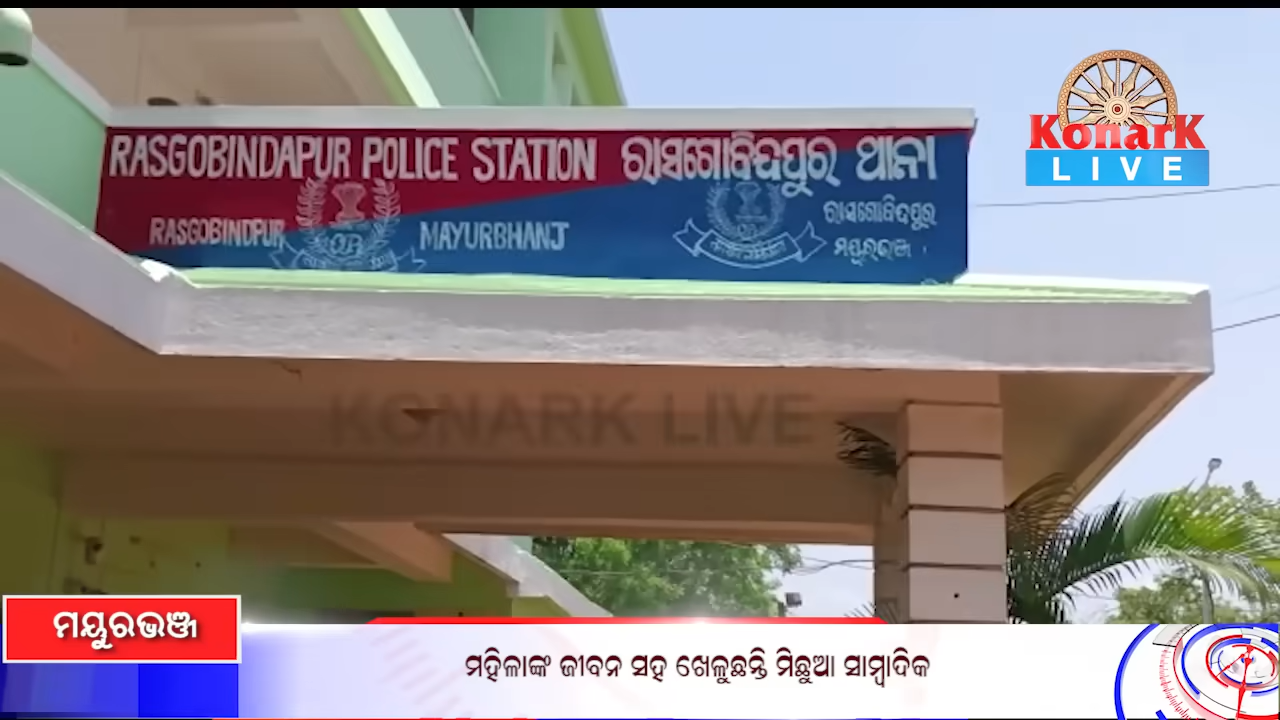 RASGOBINDAPUR POLICE STATION ରାସଗୋବିନ୍ଦପୁର ଥାନା
RASGOBINDPUR MAYURBHANJ
ରାସଗୋବିନ୍ଦପୁର
ମୟୂରଭଞ୍ଜ
KonarK
LIVE
KONARK LIVE
ମୟୁରଭଞ୍ଜ
ମହିଳାଙ୍କ ଜୀବନ ସହ ଖେଳୁଛନ୍ତି ମିଛୁଆ ସାମ୍ବାଦିକ